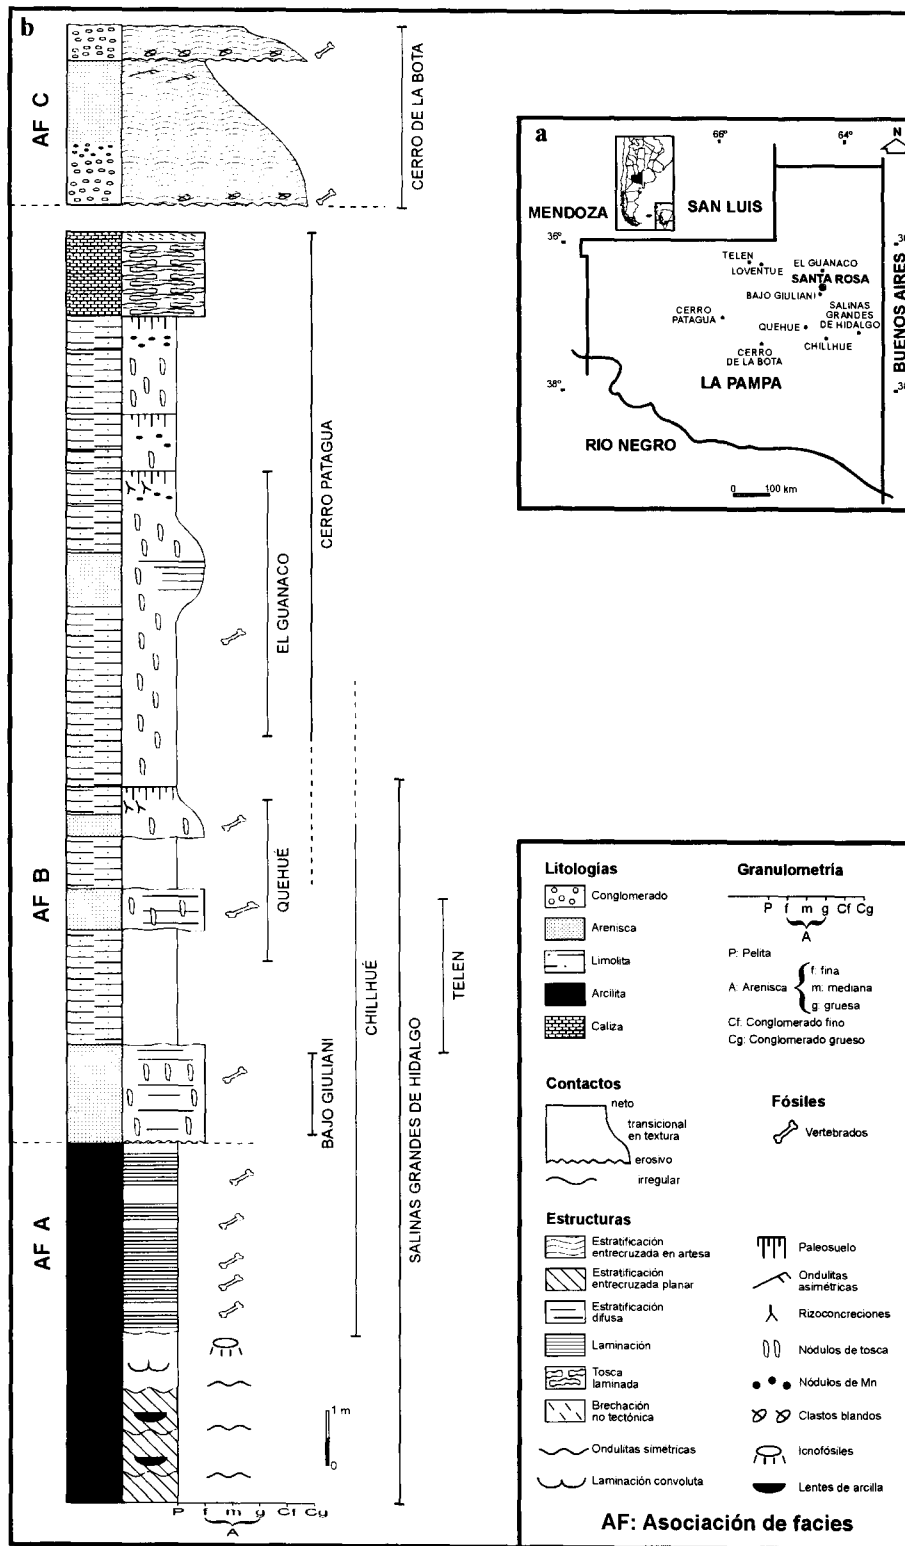 b
AF C
CERRO DE LA BOTA
AF B
CERRO PATAGUA
EL GUANACO
QUEHUÉ
CHILLHUÉ
TELEN
SALINAS GRANDES DE HIDALGO
BAJO GIULIANI
AF A
1 m
0
P f m g Cf Cg
A
a
66º
64º
N
MENDOZA
SAN LUIS
36º
TELEN
LOVENTUE
EL GUANACO
SANTA ROSA
BAJO GIULIANI
CERRO
PATAGUA
QUEHUE
SALINAS
GRANDES
DE HIDALGO
CHILLHUE
CERRO
DE LA BOTA
BUENOS AIRES
LA PAMPA
38º
RIO NEGRO
0 100 km
Litologías
Conglomerado
Arenisca
Limolita
Arcilita
Caliza
Granulometría
P f m g Cf Cg
A
P: Pelita
A: Arenisca
f: fina
m: mediana
g: gruesa
Cf: Conglomerado fino
Cg: Conglomerado grueso
Contactos
neto
transicional
en textura
erosivo
irregular
Fósiles
Vertebrados
Estructuras
Estratificación
entrecruzada en artesa
Estratificación
entrecruzada planar
Estratificación
difusa
Laminación
Tosca
laminada
Brechación
no tectónica
Ondulitas símetricas
Laminación convoluta
Paleosuelo
Ondulitas
asimétricas
Rizoconcreciones
Nódulos de tosca
Nódulos de Mn
Clastos blandos
Icnofósiles
Lentes de arcilla
AF: Asociación de facies